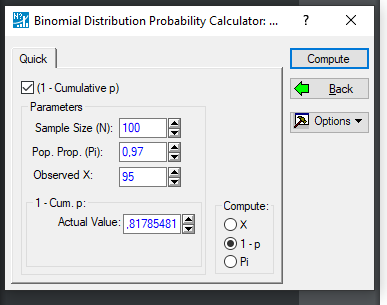 Binomial Distribution Probability Calculator: ...
Quick
(1 - Cumulative p)
Parameters
Sample Size (N): 100
Pop. Prop. (Pi): 0,97
Observed X: 95
1 - Cum. p:
Actual Value: ,81785481
Compute:
X
1 - p
Pi
Compute
Back
Options